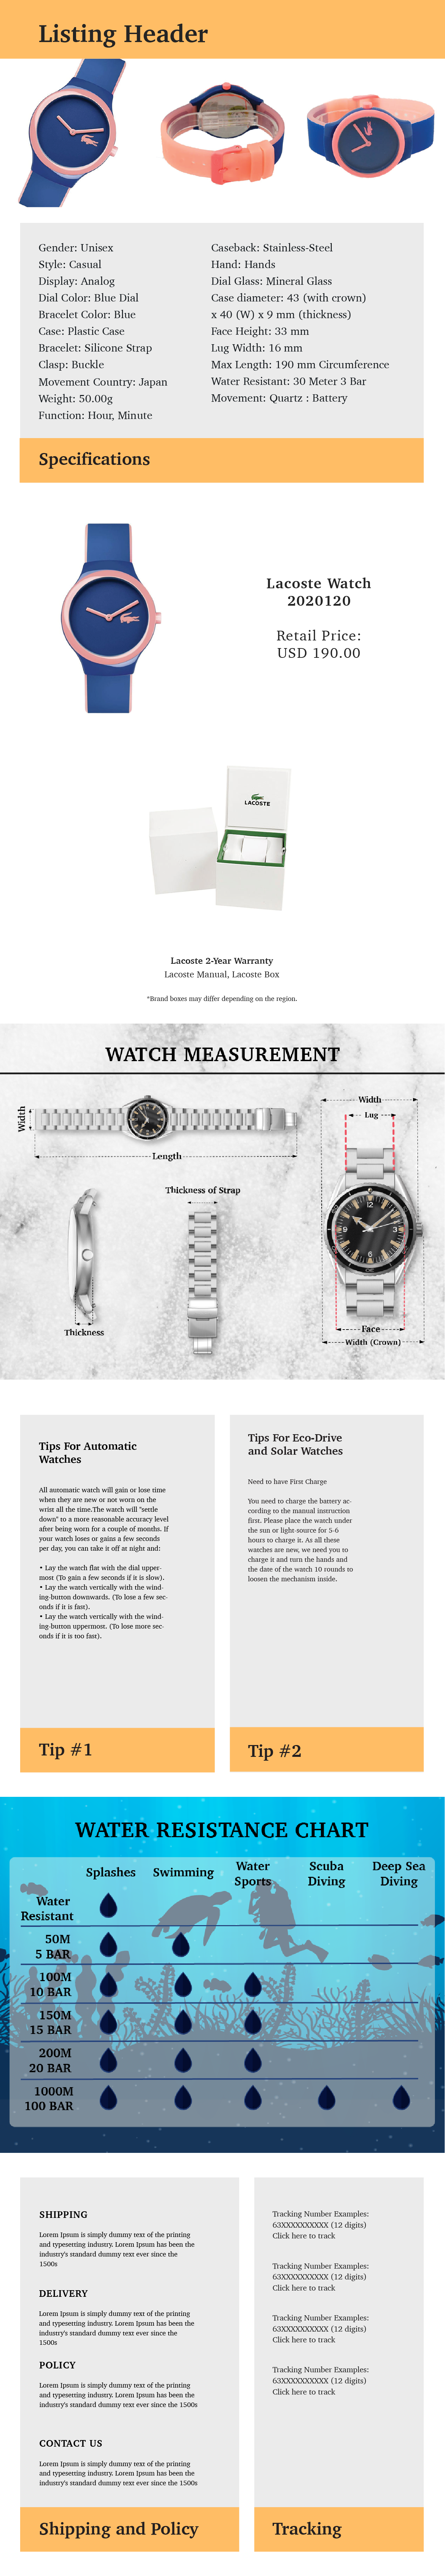 Listing Header
Gender: Unisex
Style: Casual
Display: Analog
Dial Color: Blue Dial
Bracelet Color: Blue
Case: Plastic Case
Bracelet: Silicone Strap
Clasp: Buckle
Movement Country: Japan
Weight: 50.00g
Function: Hour, Minute
Caseback: Stainless-Steel
Hand: Hands
Dial Glass: Mineral Glass
Case diameter: 43 (with crown)
x 40 (W) x 9 mm (thickness)
Face Height: 33 mm
Lug Width: 16 mm
Max Length: 190 mm Circumference
Water Resistant: 30 Meter 3 Bar
Movement: Quartz : Battery
Specifications
Lacoste Watch
2020120
Retail Price:
USD 190.00
LACOSTE
Lacoste 2-Year Warranty
Lacoste Manual, Lacoste Box
*Brand boxes may differ depending on the region.
WATCH MEASUREMENT
Width
Length
Width
Lug
Thickness of Strap
12
3
6
9
Thickness
Face
Width (Crown)
Tips For Automatic
Watches
All automatic watch will gain or lose time
when they are new or not worn on the
wrist all the time.The watch will "settle
down" to a more reasonable accuracy level
after being worn for a couple of months. If
your watch loses or gains a few seconds
per day, you can take it off at night and:
• Lay the watch flat with the dial upper-
most (To gain a few seconds if it is slow).
• Lay the watch vertically with the wind-
ing-button downwards. (To lose a few sec-
onds if it is fast).
• Lay the watch vertically with the wind-
ing-button uppermost. (To lose more sec-
onds if it is too fast).
Tip #1
Tips For Eco-Drive
and Solar Watches
Need to have First Charge
You need to charge the battery ac-
cording to the manual instruction
first. Please place the watch under
the sun or light-source for 5-6
hours to charge it. As all these
watches are new, we need you to
charge it and turn the hands and
the date of the watch 10 rounds to
loosen the mechanism inside.
Tip #2
WATER RESISTANCE CHART
Splashes
Swimming
Water
Sports
Scuba
Diving
Deep Sea
Diving
Water
Resistant
50M
5 BAR
100M
10 BAR
150M
15 BAR
200M
20 BAR
1000M
100 BAR
SHIPPING
Lorem Ipsum is simply dummy text of the printing
and typesetting industry. Lorem Ipsum has been the
industry's standard dummy text ever since the
1500s
DELIVERY
Lorem Ipsum is simply dummy text of the printing
and typesetting industry. Lorem Ipsum has been the
industry's standard dummy text ever since the
1500s
POLICY
Lorem Ipsum is simply dummy text of the printing
and typesetting industry. Lorem Ipsum has been the
industry's standard dummy text ever since the 1500s
CONTACT US
Lorem Ipsum is simply dummy text of the printing
and typesetting industry. Lorem Ipsum has been the
industry's standard dummy text ever since the 1500s
Shipping and Policy
Tracking Number Examples:
63XXXXXXXXXX (12 digits)
Click here to track
Tracking Number Examples:
63XXXXXXXXXX (12 digits)
Click here to track
Tracking Number Examples:
63XXXXXXXXXX (12 digits)
Click here to track
Tracking Number Examples:
63XXXXXXXXXX (12 digits)
Click here to track
Tracking